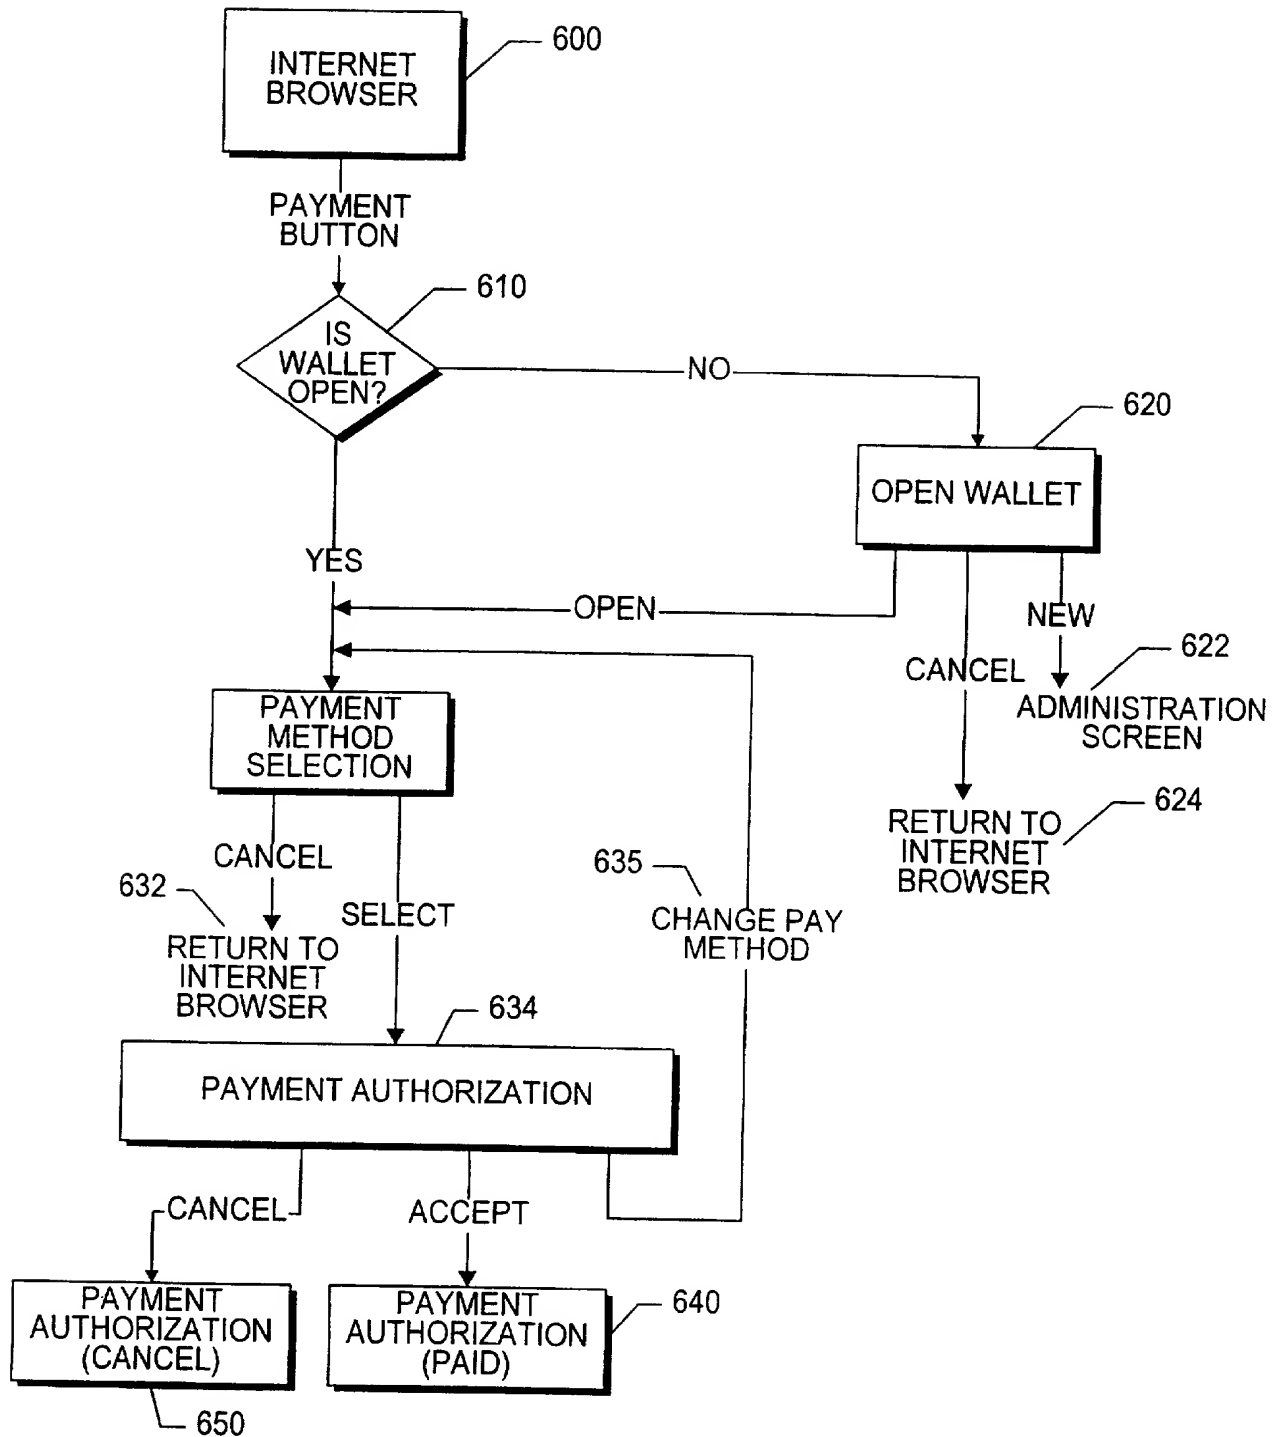 600
INTERNET
BROWSER
PAYMENT
BUTTON
610
IS
WALLET
OPEN?
NO
620
OPEN WALLET
YES
OPEN
NEW
CANCEL
622
ADMINISTRATION
SCREEN
PAYMENT
METHOD
SELECTION
624
RETURN TO
INTERNET
BROWSER
CANCEL
632
SELECT
635
CHANGE PAY
METHOD
RETURN TO
INTERNET
BROWSER
634
PAYMENT AUTHORIZATION
CANCEL
ACCEPT
PAYMENT
AUTHORIZATION
(CANCEL)
650
PAYMENT
AUTHORIZATION
(PAID)
640